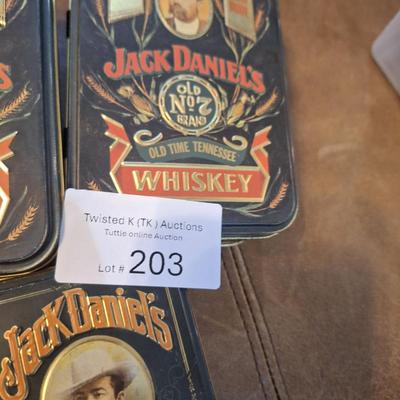 JACK DANIEL'S
OLD
No. 7
BRAND
OLD TIME TENNESSEE
WHISKEY
Twisted K (TK) Auctions
Tuttle online Auction
Lot # 203
Jack Daniel's